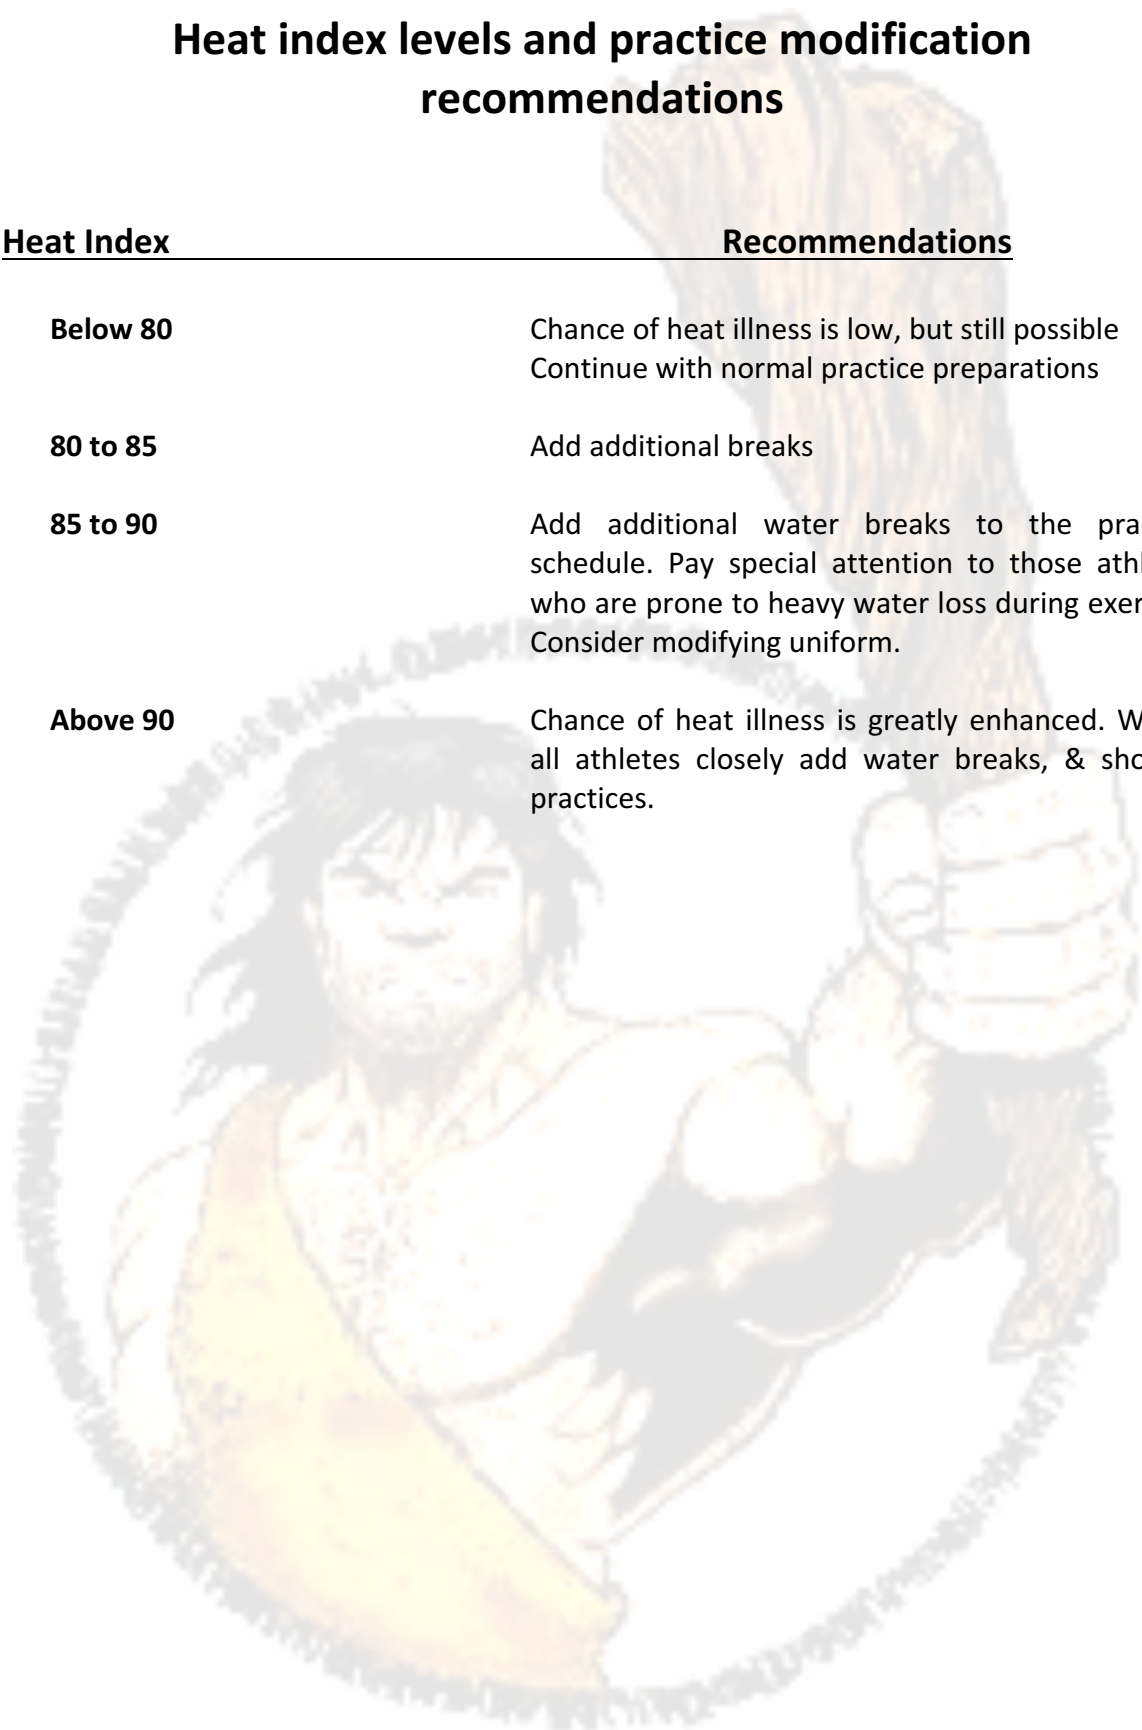 Heat index levels and practice modification
recommendations
Heat Index Recommendations
Below 80 Chance of heat illness is low, but still possible
Continue with normal practice preparations
80 to 85 Add additional breaks
85 to 90 Add additional water breaks to the
schedule. Pay special attention to those
who are prone to heavy water loss during
Consider modifying uniform.
Above 90 Chance of heat illness is greatly enhanced.
all athletes closely add water breaks, &
practices.